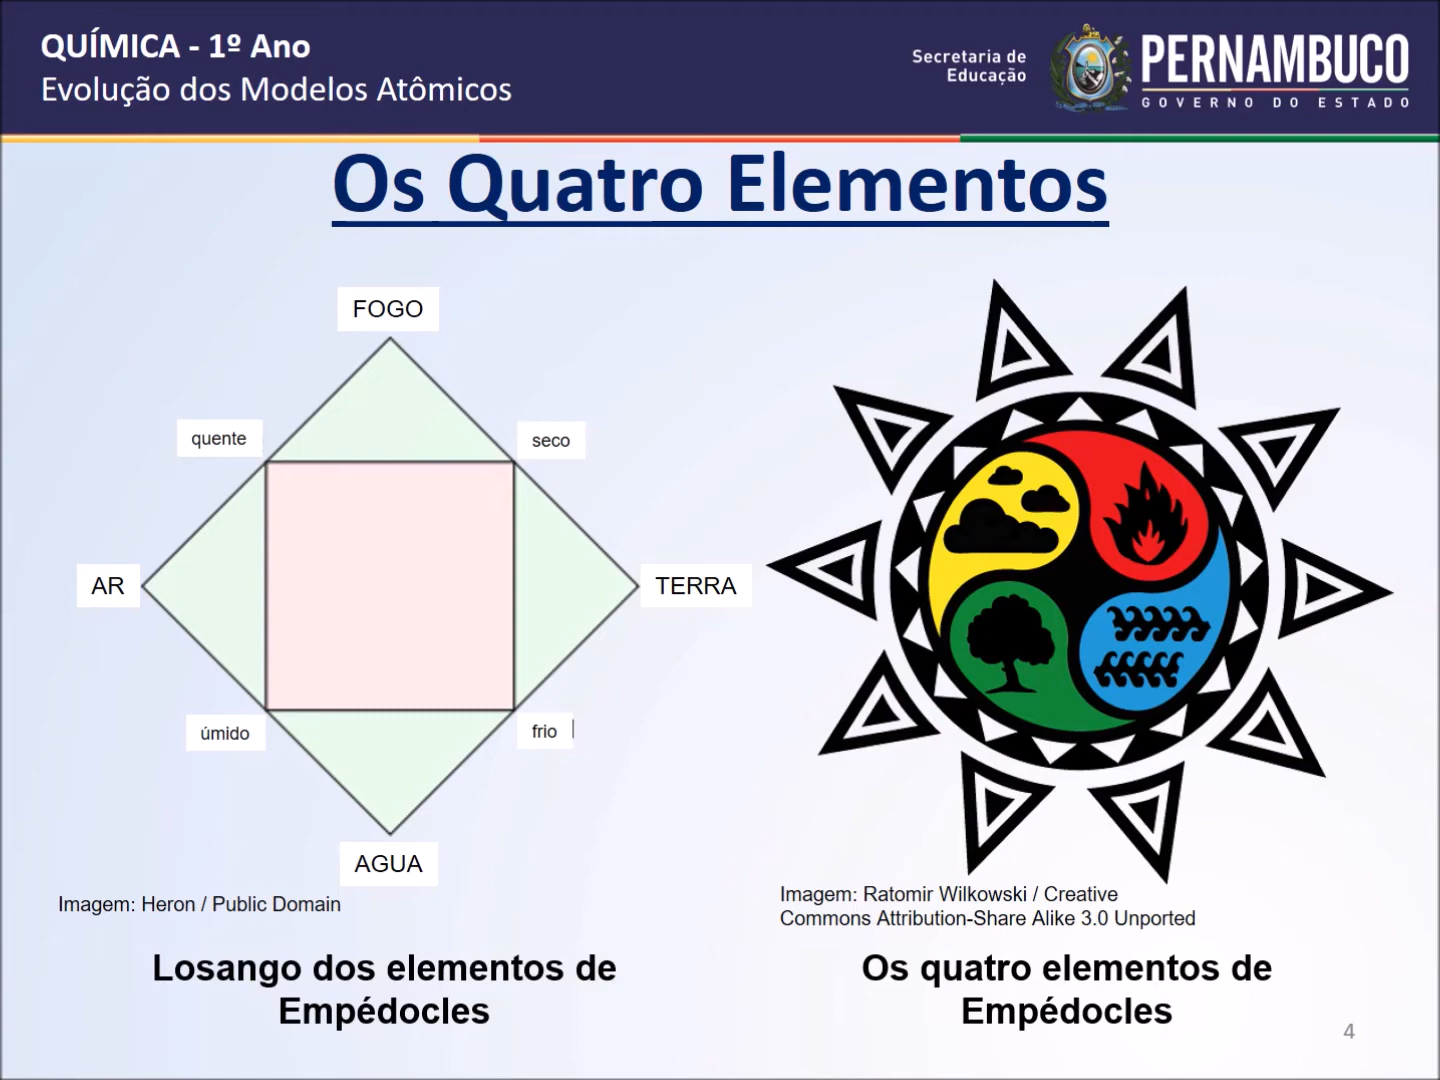 QUÍMICA - 1º Ano
Evolução dos Modelos Atômicos
Secretaria de
Educação
PERNAMBUCO
GOVERNO DO ESTADO
Os Quatro Elementos
FOGO
quente
seco
AR
TERRA
úmido
frio
AGUA
Imagem: Heron / Public Domain
Losango dos elementos de
Empédocles
Imagem: Ratomir Wilkowski / Creative
Commons Attribution-Share Alike 3.0 Unported
Os quatro elementos de
Empédocles
4